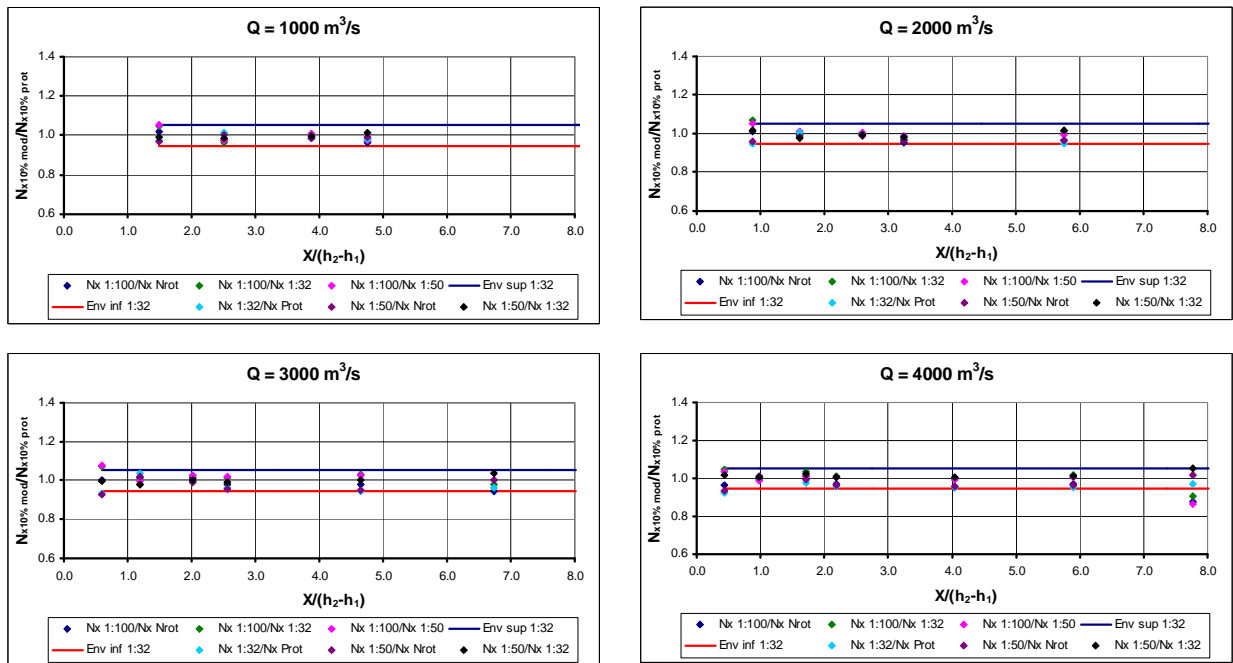 Q = 1000 m³/s
Nx10% mod/Nx10% prot
1.4
1.2
1.0
0.8
0.6
0.0 1.0 2.0 3.0 4.0 5.0 6.0 7.0 8.0
X/(h₂-h₁)
Nx 1:100/Nx Nrot Nx 1:100/Nx 1:32 Nx 1:100/Nx 1:50 Env sup 1:32
Env inf 1:32 Nx 1:32/Nx Prot Nx 1:50/Nx Nrot Nx 1:50/Nx 1:32
Q = 2000 m³/s
Nx10% mod/Nx10% prot
1.4
1.2
1.0
0.8
0.6
0.0 1.0 2.0 3.0 4.0 5.0 6.0 7.0 8.0
X/(h₂-h₁)
Nx 1:100/Nx Nrot Nx 1:100/Nx 1:32 Nx 1:100/Nx 1:50 Env sup 1:32
Env inf 1:32 Nx 1:32/Nx Prot Nx 1:50/Nx Nrot Nx 1:50/Nx 1:32
Q = 3000 m³/s
Nx10% mod/Nx10% prot
1.4
1.2
1.0
0.8
0.6
0.0 1.0 2.0 3.0 4.0 5.0 6.0 7.0 8.0
X/(h₂-h₁)
Nx 1:100/Nx Nrot Nx 1:100/Nx 1:32 Nx 1:100/Nx 1:50 Env sup 1:32
Env inf 1:32 Nx 1:32/Nx Prot Nx 1:50/Nx Nrot Nx 1:50/Nx 1:32
Q = 4000 m³/s
Nx10% mod/Nx10% prot
1.4
1.2
1.0
0.8
0.6
0.0 1.0 2.0 3.0 4.0 5.0 6.0 7.0 8.0
X/(h₂-h₁)
Nx 1:100/Nx Nrot Nx 1:100/Nx 1:32 Nx 1:100/Nx 1:50 Env sup 1:32
Env inf 1:32 Nx 1:32/Nx Prot Nx 1:50/Nx Nrot Nx 1:50/Nx 1:32